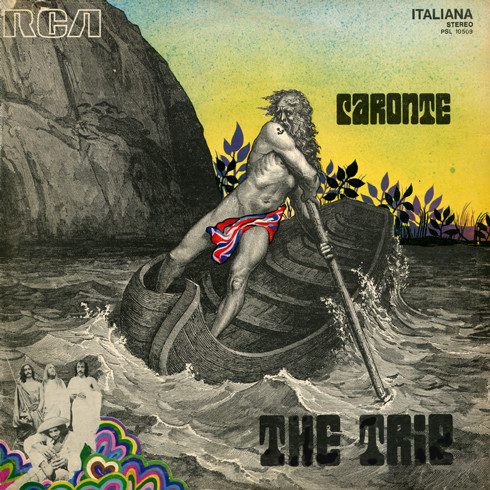 RCA
ITALIANA
STEREO
PSL 10509
CARONTE
THE TRIP